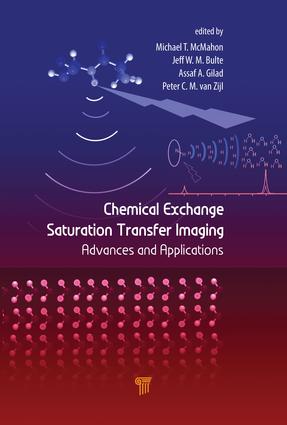 edited by
Michael T. McMahon
Jeff W. M. Bulte
Assaf A. Gilad
Peter C. M. van Zijl
Chemical Exchange
Saturation Transfer Imaging
Advances and Applications